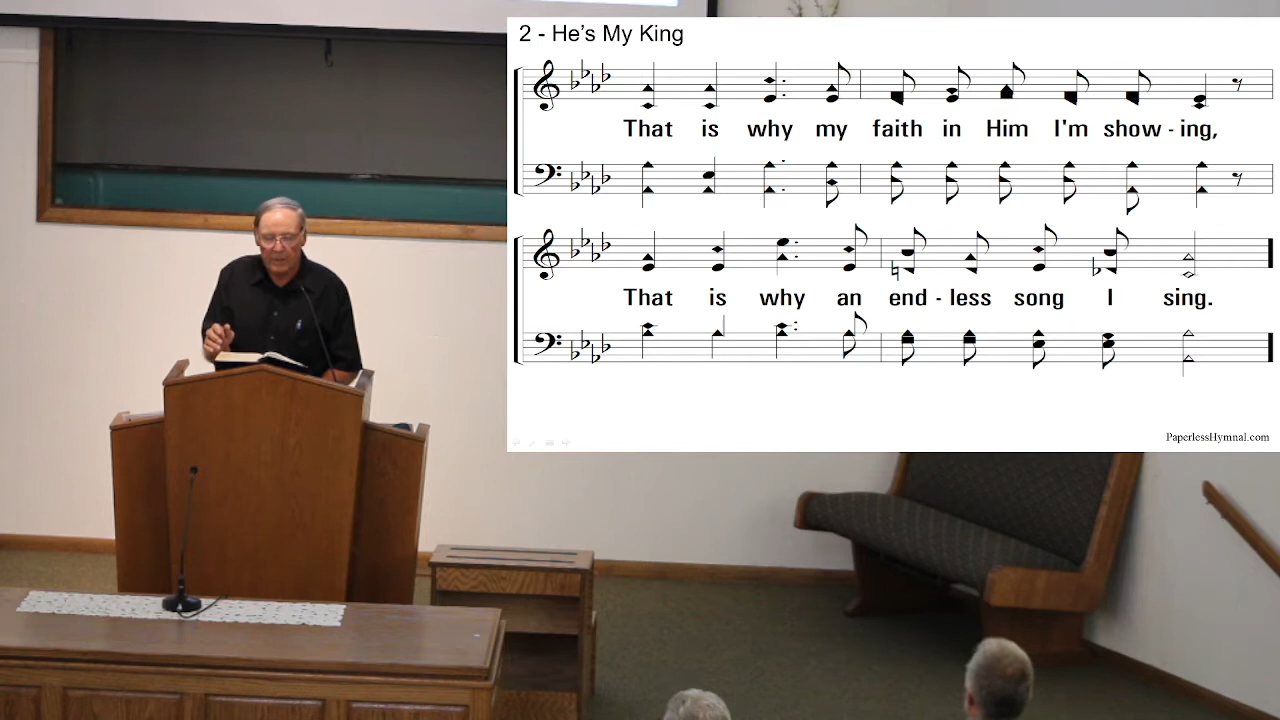 2 - He's My King
That is why my faith in Him I'm show - ing,
That is why an end - less song I sing.
PaperlessHymnal.com